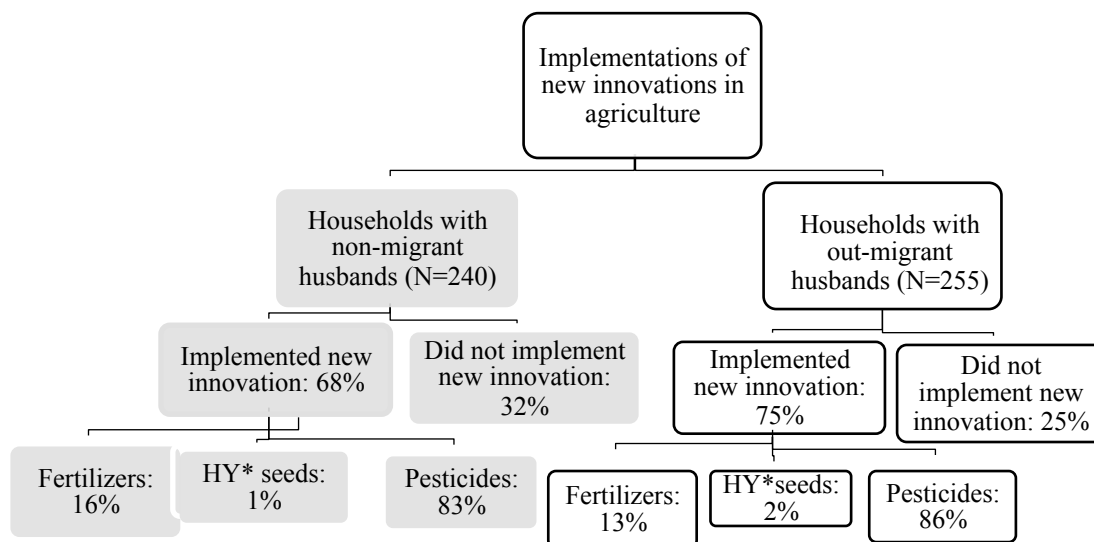 Implementations of
new innovations in
agriculture
Households with
non-migrant
husbands (N=240)
Households with
out-migrant
husbands (N=255)
Implemented new
innovation: 68%
Did not implement
new innovation:
32%
Implemented
new innovation:
75%
Did not
implement new
innovation: 25%
Fertilizers:
16%
HY* seeds:
1%
Pesticides:
83%
Fertilizers:
13%
HY*seeds:
2%
Pesticides:
86%